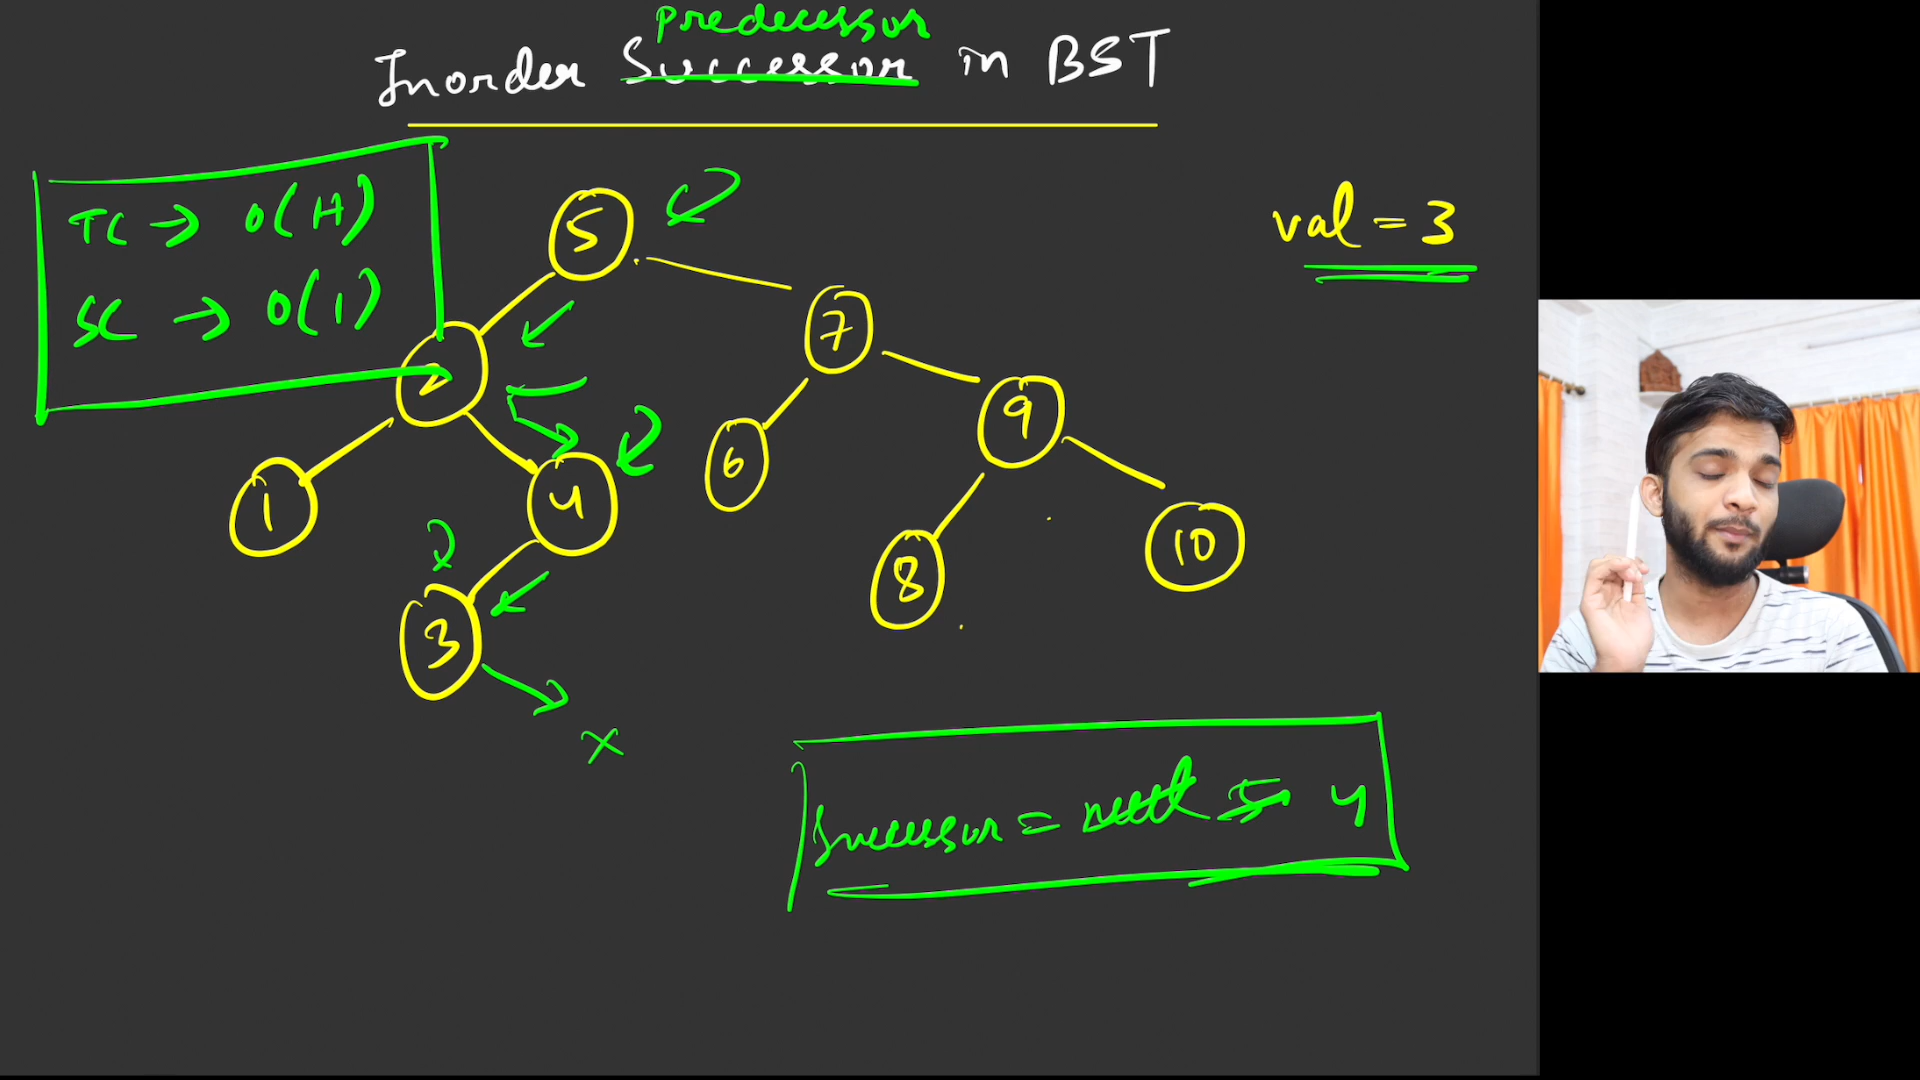 predecessor
Inorder Successor in BST
TC → O(H)
SC → O(1)
val = 3
5
2
7
1
4
6
9
3
8
10
x
Successor = 5 4